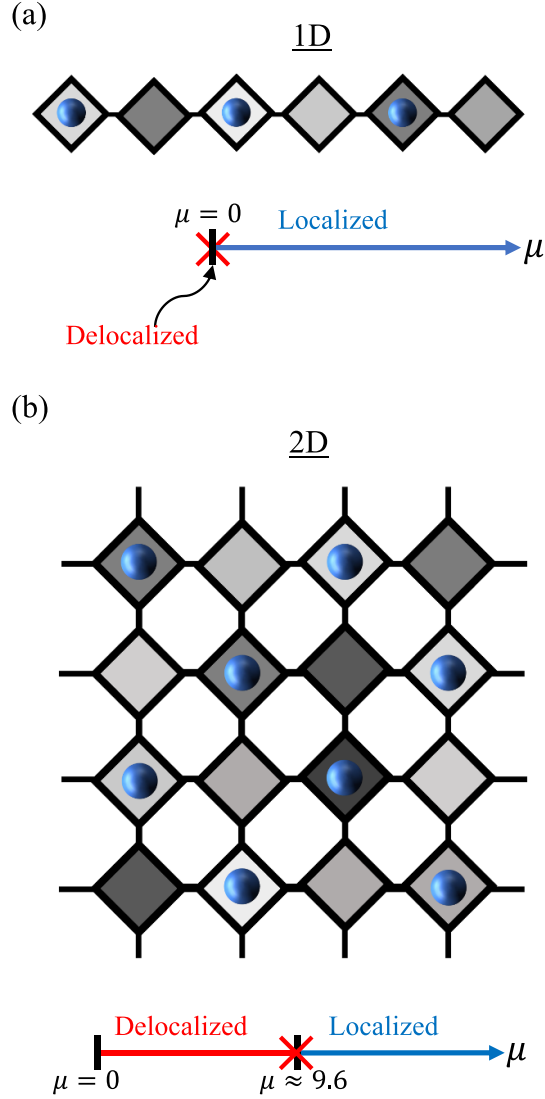 (a)
1D
μ = 0
Localized
μ
Delocalized
(b)
2D
Delocalized
Localized
μ
μ = 0
μ ≈ 9.6